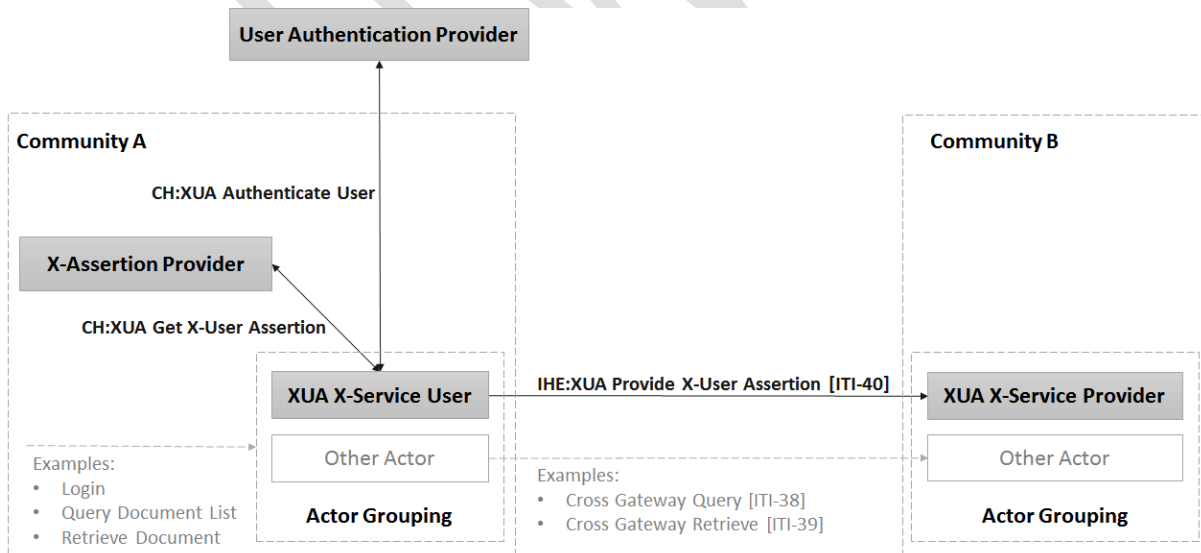 User Authentication Provider
Community A
Community B
CH:XUA Authenticate User
X-Assertion Provider
CH:XUA Get X-User Assertion
XUA X-Service User
IHE:XUA Provide X-User Assertion [ITI-40]
XUA X-Service Provider
Other Actor
Other Actor
Examples:
• Login
• Query Document List
• Retrieve Document
Actor Grouping
Examples:
• Cross Gateway Query [ITI-38]
• Cross Gateway Retrieve [ITI-39]
Actor Grouping